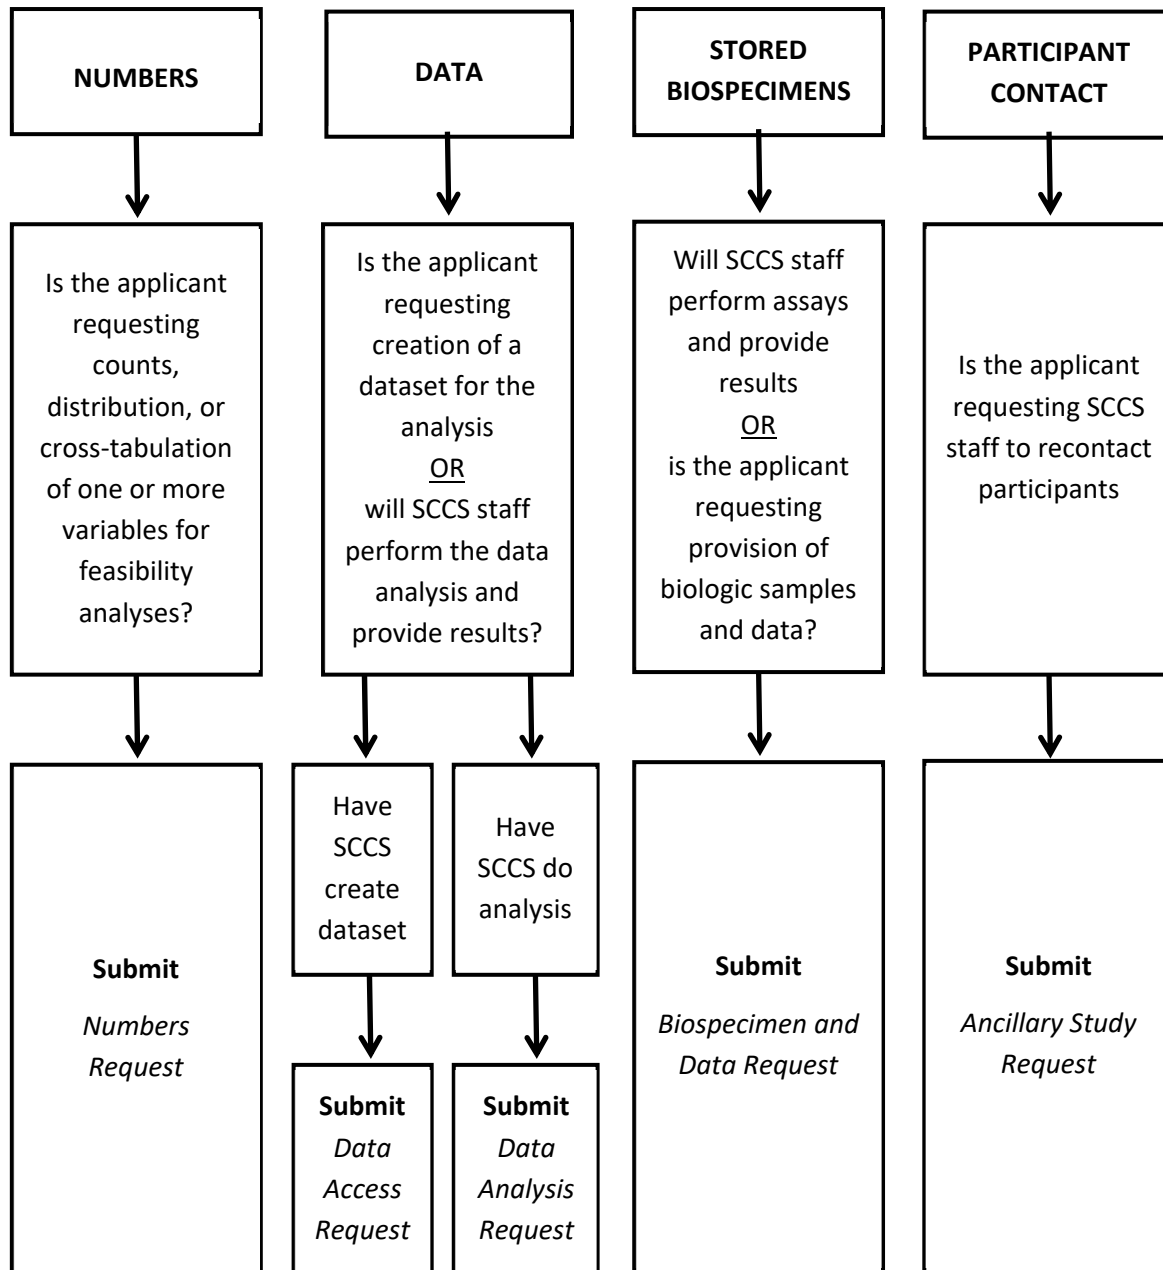 NUMBERS
DATA
STORED
BIOSPECIMENS
PARTICIPANT
CONTACT
Is the applicant
requesting
counts,
distribution, or
cross-tabulation
of one or more
variables for
feasibility
analyses?
Is the applicant
requesting
creation of a
dataset for the
analysis
OR
will SCCS staff
perform the data
analysis and
provide results?
Will SCCS staff
perform assays
and provide
results
OR
is the applicant
requesting
provision of
biologic samples
and data?
Is the applicant
requesting SCCS
staff to recontact
participants
Submit
Numbers
Request
Have
SCCS
create
dataset
Submit
Data
Access
Request
Have
SCCS do
analysis
Submit
Data
Analysis
Request
Submit
Biospecimen and
Data Request
Submit
Ancillary Study
Request